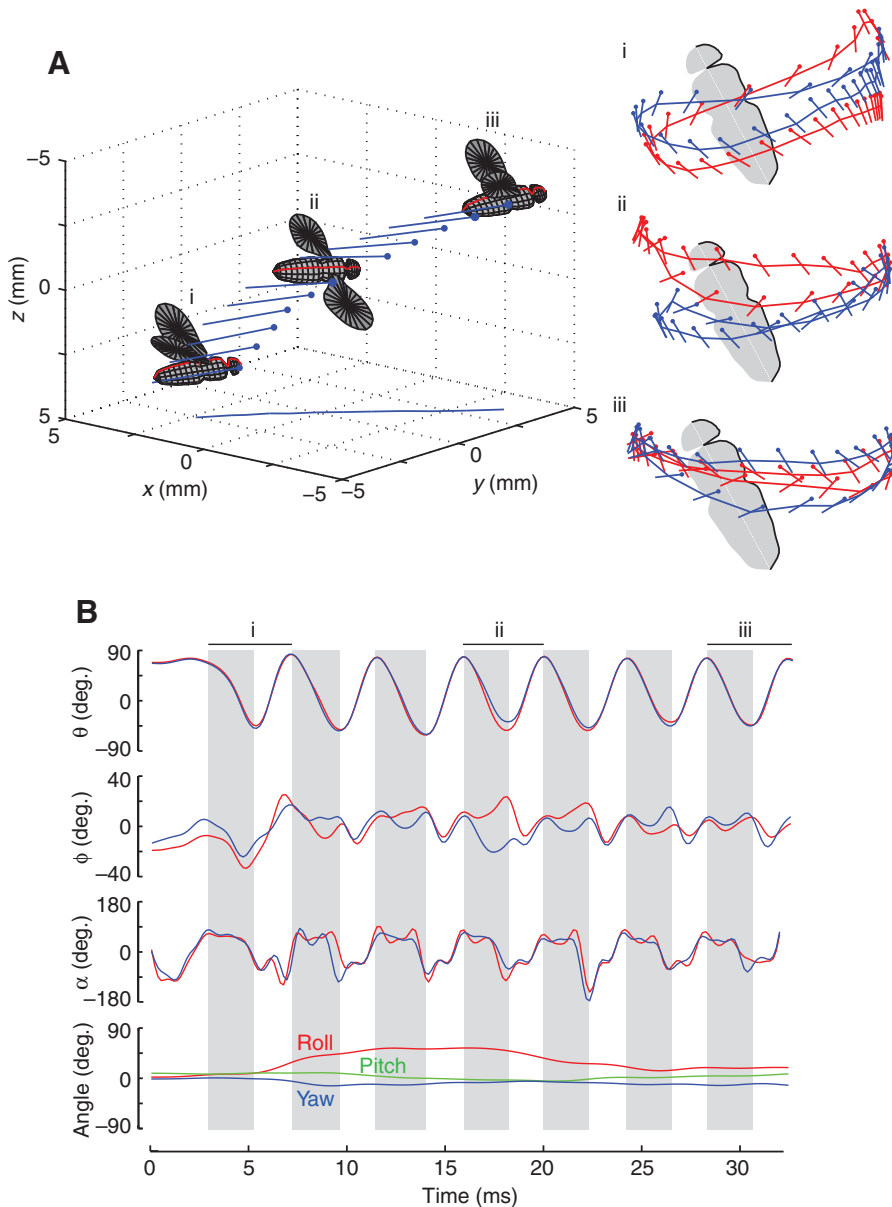 A
i
ii
iii
−5
0
5
z (mm)
5
0
−5
x (mm)
−5
0
5
y (mm)
i
ii
iii
B
i
ii
iii
90
0
−90
θ (deg.)
40
0
−40
ϕ (deg.)
180
0
−180
α (deg.)
90
0
−90
Angle (deg.)
Roll
Pitch
Yaw
0
5
10
15
20
25
30
Time (ms)